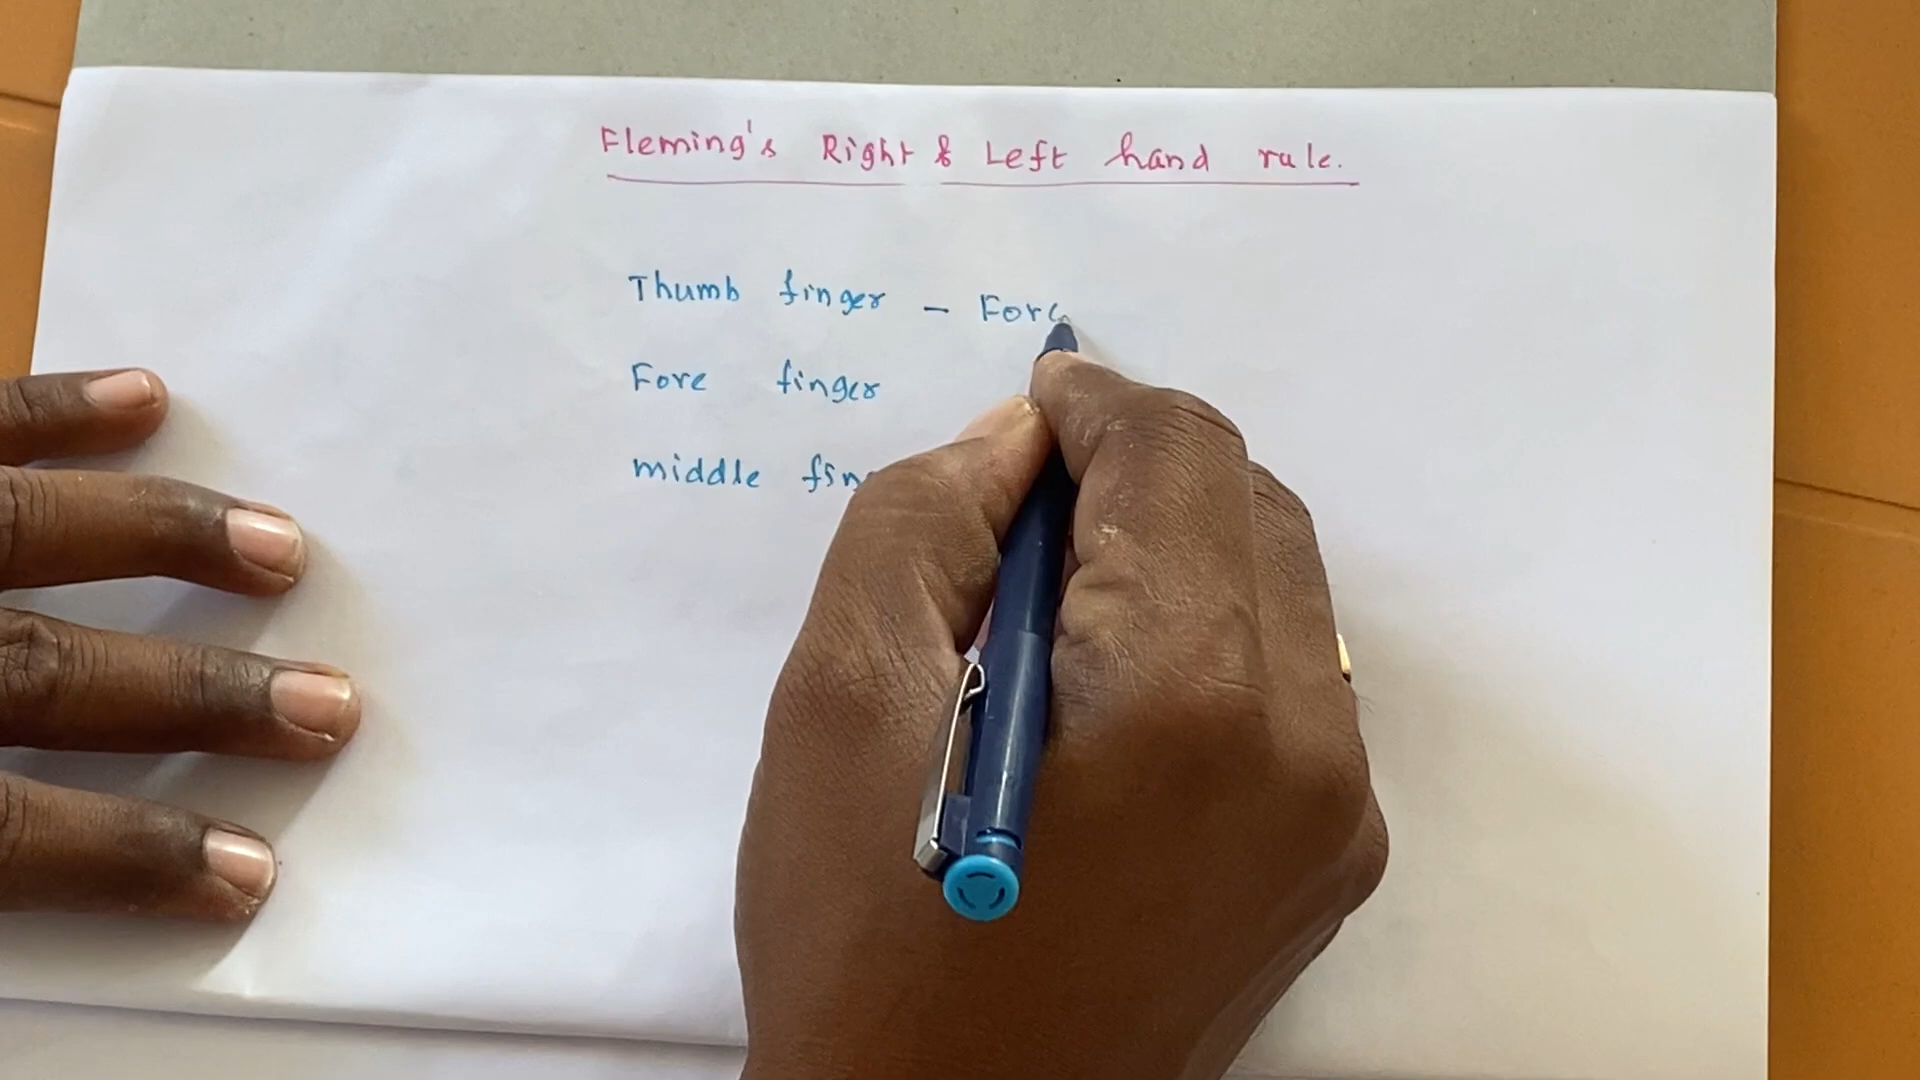 Fleming's Right & Left hand rule.
Thumb finger - Forc
Fore finger
middle fin